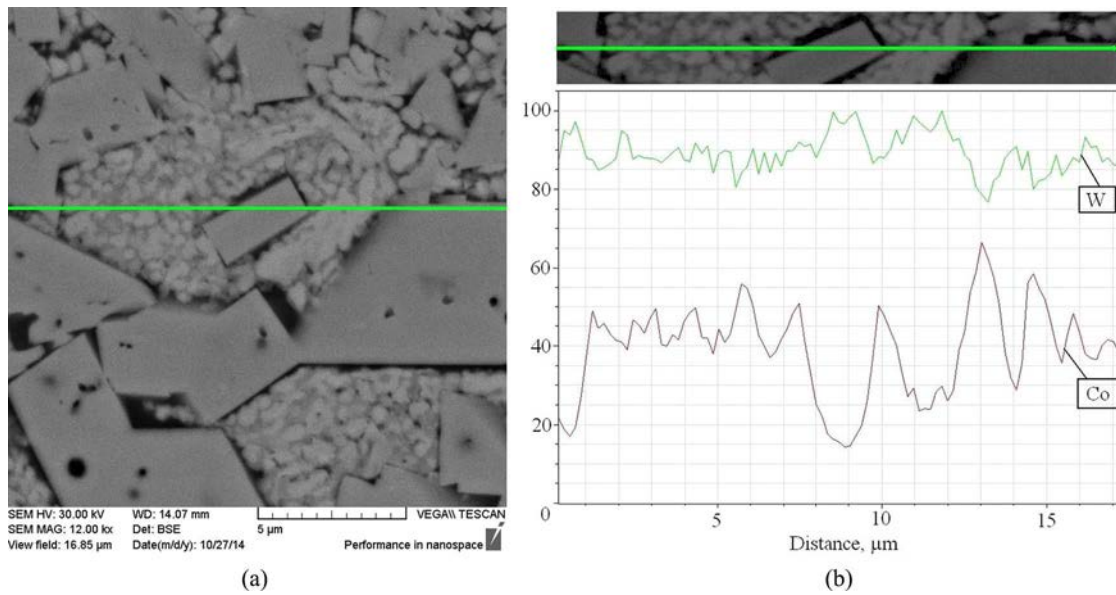 SEM HV: 30.00 kV WD: 14.07 mm VEGA\\ TESCAN
SEM MAG: 12.00 kx Det: BSE 5 µm
View field: 16.85 µm Date(m/d/y): 10/27/14 Performance in nanospace
(a)
100
80
60
40
20
0 5 10 15
W
Co
Distance, µm
(b)